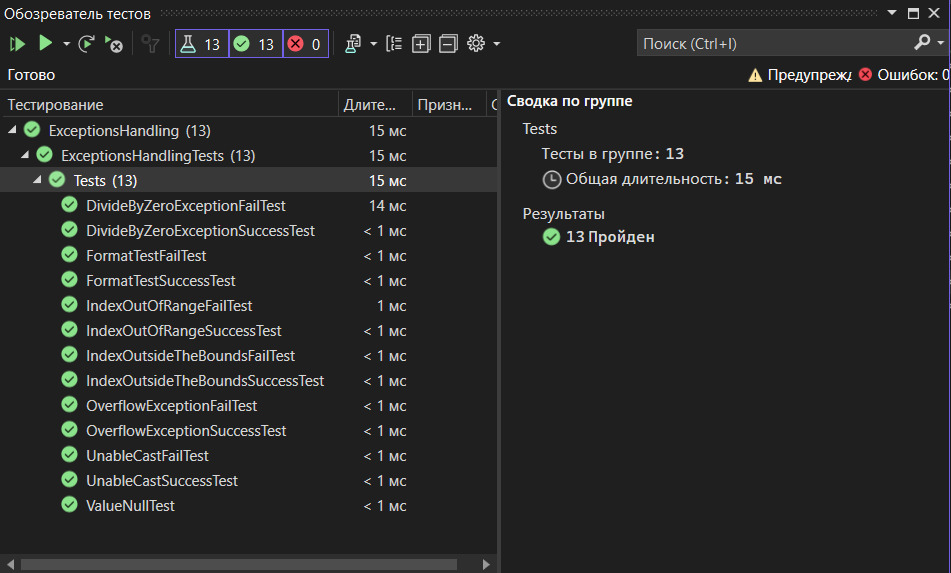 Обозреватель тестов
13 13 0
Поиск (Ctrl+I)
Готово
Предупреж Ошибок: 0
Тестирование Длите... Призн...
ExceptionsHandling (13) 15 мс
ExceptionsHandlingTests (13) 15 мс
Tests (13) 15 мс
DivideByZeroExceptionFailTest 14 мс
DivideByZeroExceptionSuccessTest < 1 мс
FormatTestFailTest < 1 мс
FormatTestSuccessTest < 1 мс
IndexOutOfRangeFailTest 1 мс
IndexOutOfRangeSuccessTest < 1 мс
IndexOutsideTheBoundsFailTest < 1 мс
IndexOutsideTheBoundsSuccessTest < 1 мс
OverflowExceptionFailTest < 1 мс
OverflowExceptionSuccessTest < 1 мс
UnableCastFailTest < 1 мс
UnableCastSuccessTest < 1 мс
ValueNullTest < 1 мс
Сводка по группе
Tests
Тесты в группе: 13
Общая длительность: 15 мс
Результаты
13 Пройден